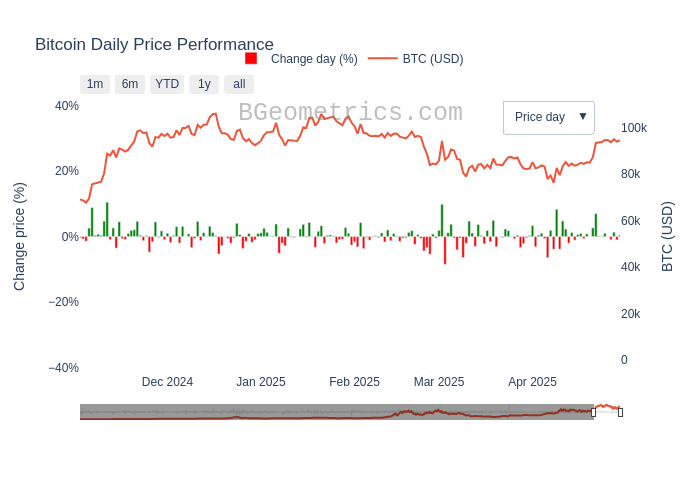 Bitcoin Daily Price Performance
Change day (%) BTC (USD)
1m 6m YTD 1y all
BGeometrics.com
Price day ▼
40%
20%
0%
−20%
−40%
Change price (%)
100k
80k
60k
40k
20k
0
BTC (USD)
Dec 2024 Jan 2025 Feb 2025 Mar 2025 Apr 2025